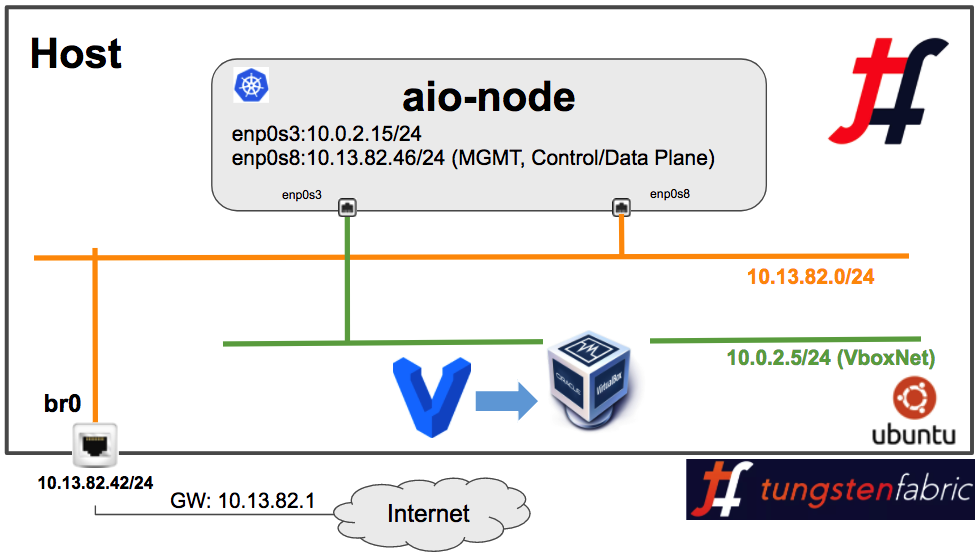 Host
aio-node
enp0s3:10.0.2.15/24
enp0s8:10.13.82.46/24 (MGMT, Control/Data Plane)
enp0s3
enp0s8
10.13.82.0/24
10.0.2.5/24 (VboxNet)
ORACLE
VirtualBox
br0
ubuntu
10.13.82.42/24
GW: 10.13.82.1
Internet
tungstenfabric